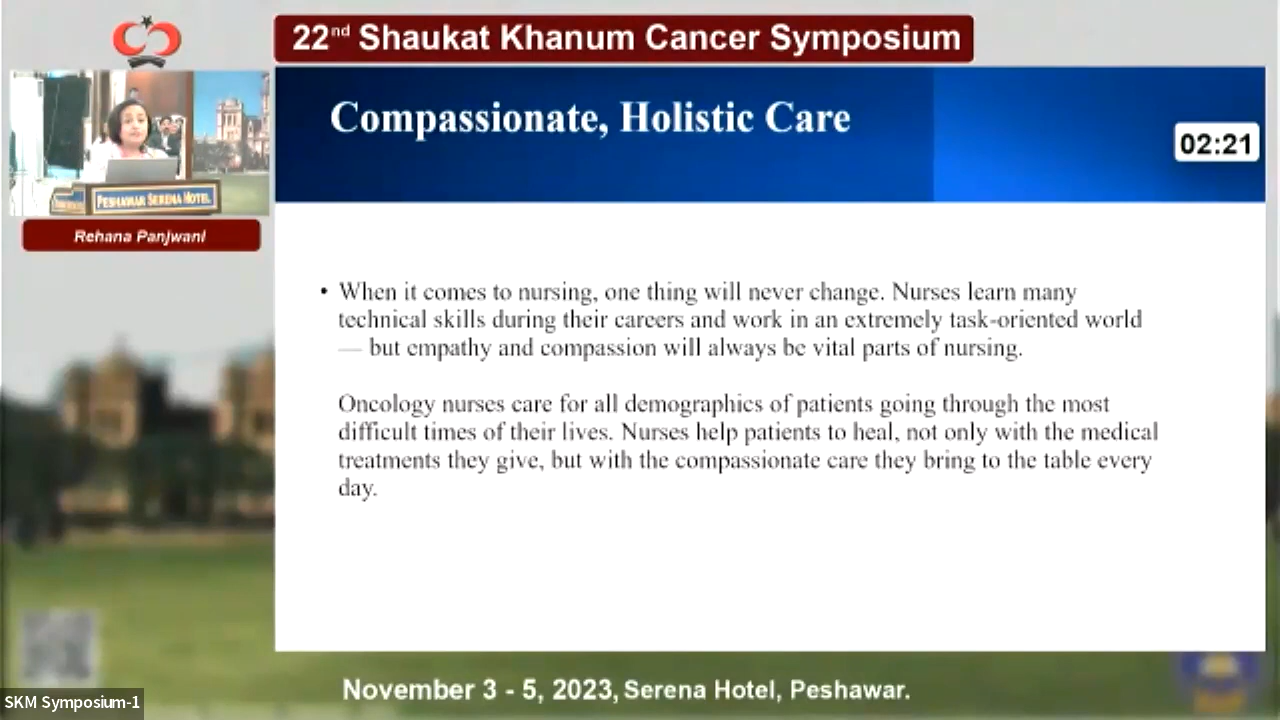 22nd Shaukat Khanum Cancer Symposium
Compassionate, Holistic Care
02:21
PESHAWAR SERENA HOTEL
Rehana Panjwani
• When it comes to nursing, one thing will never change. Nurses learn many
technical skills during their careers and work in an extremely task-oriented world
— but empathy and compassion will always be vital parts of nursing.
Oncology nurses care for all demographics of patients going through the most
difficult times of their lives. Nurses help patients to heal, not only with the medical
treatments they give, but with the compassionate care they bring to the table every
day.
November 3 - 5, 2023, Serena Hotel, Peshawar.
SKM Symposium-1